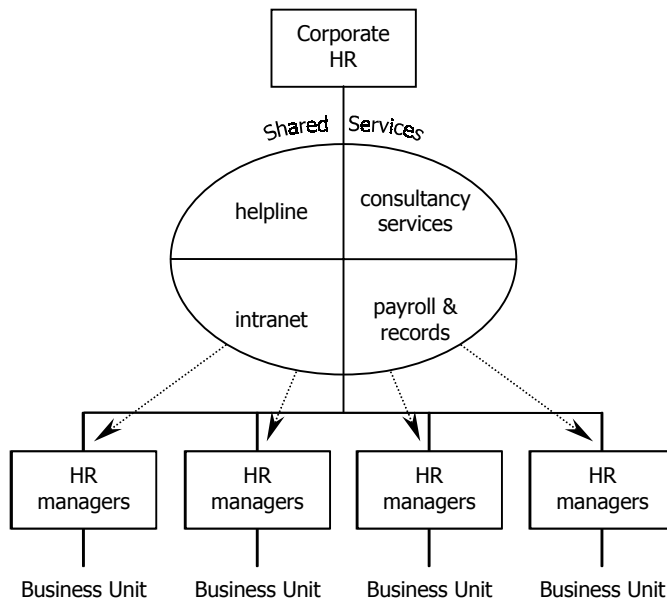 Corporate
HR
Shared Services
helpline
consultancy
services
intranet
payroll &
records
HR
managers
HR
managers
HR
managers
HR
managers
Business Unit
Business Unit
Business Unit
Business Unit